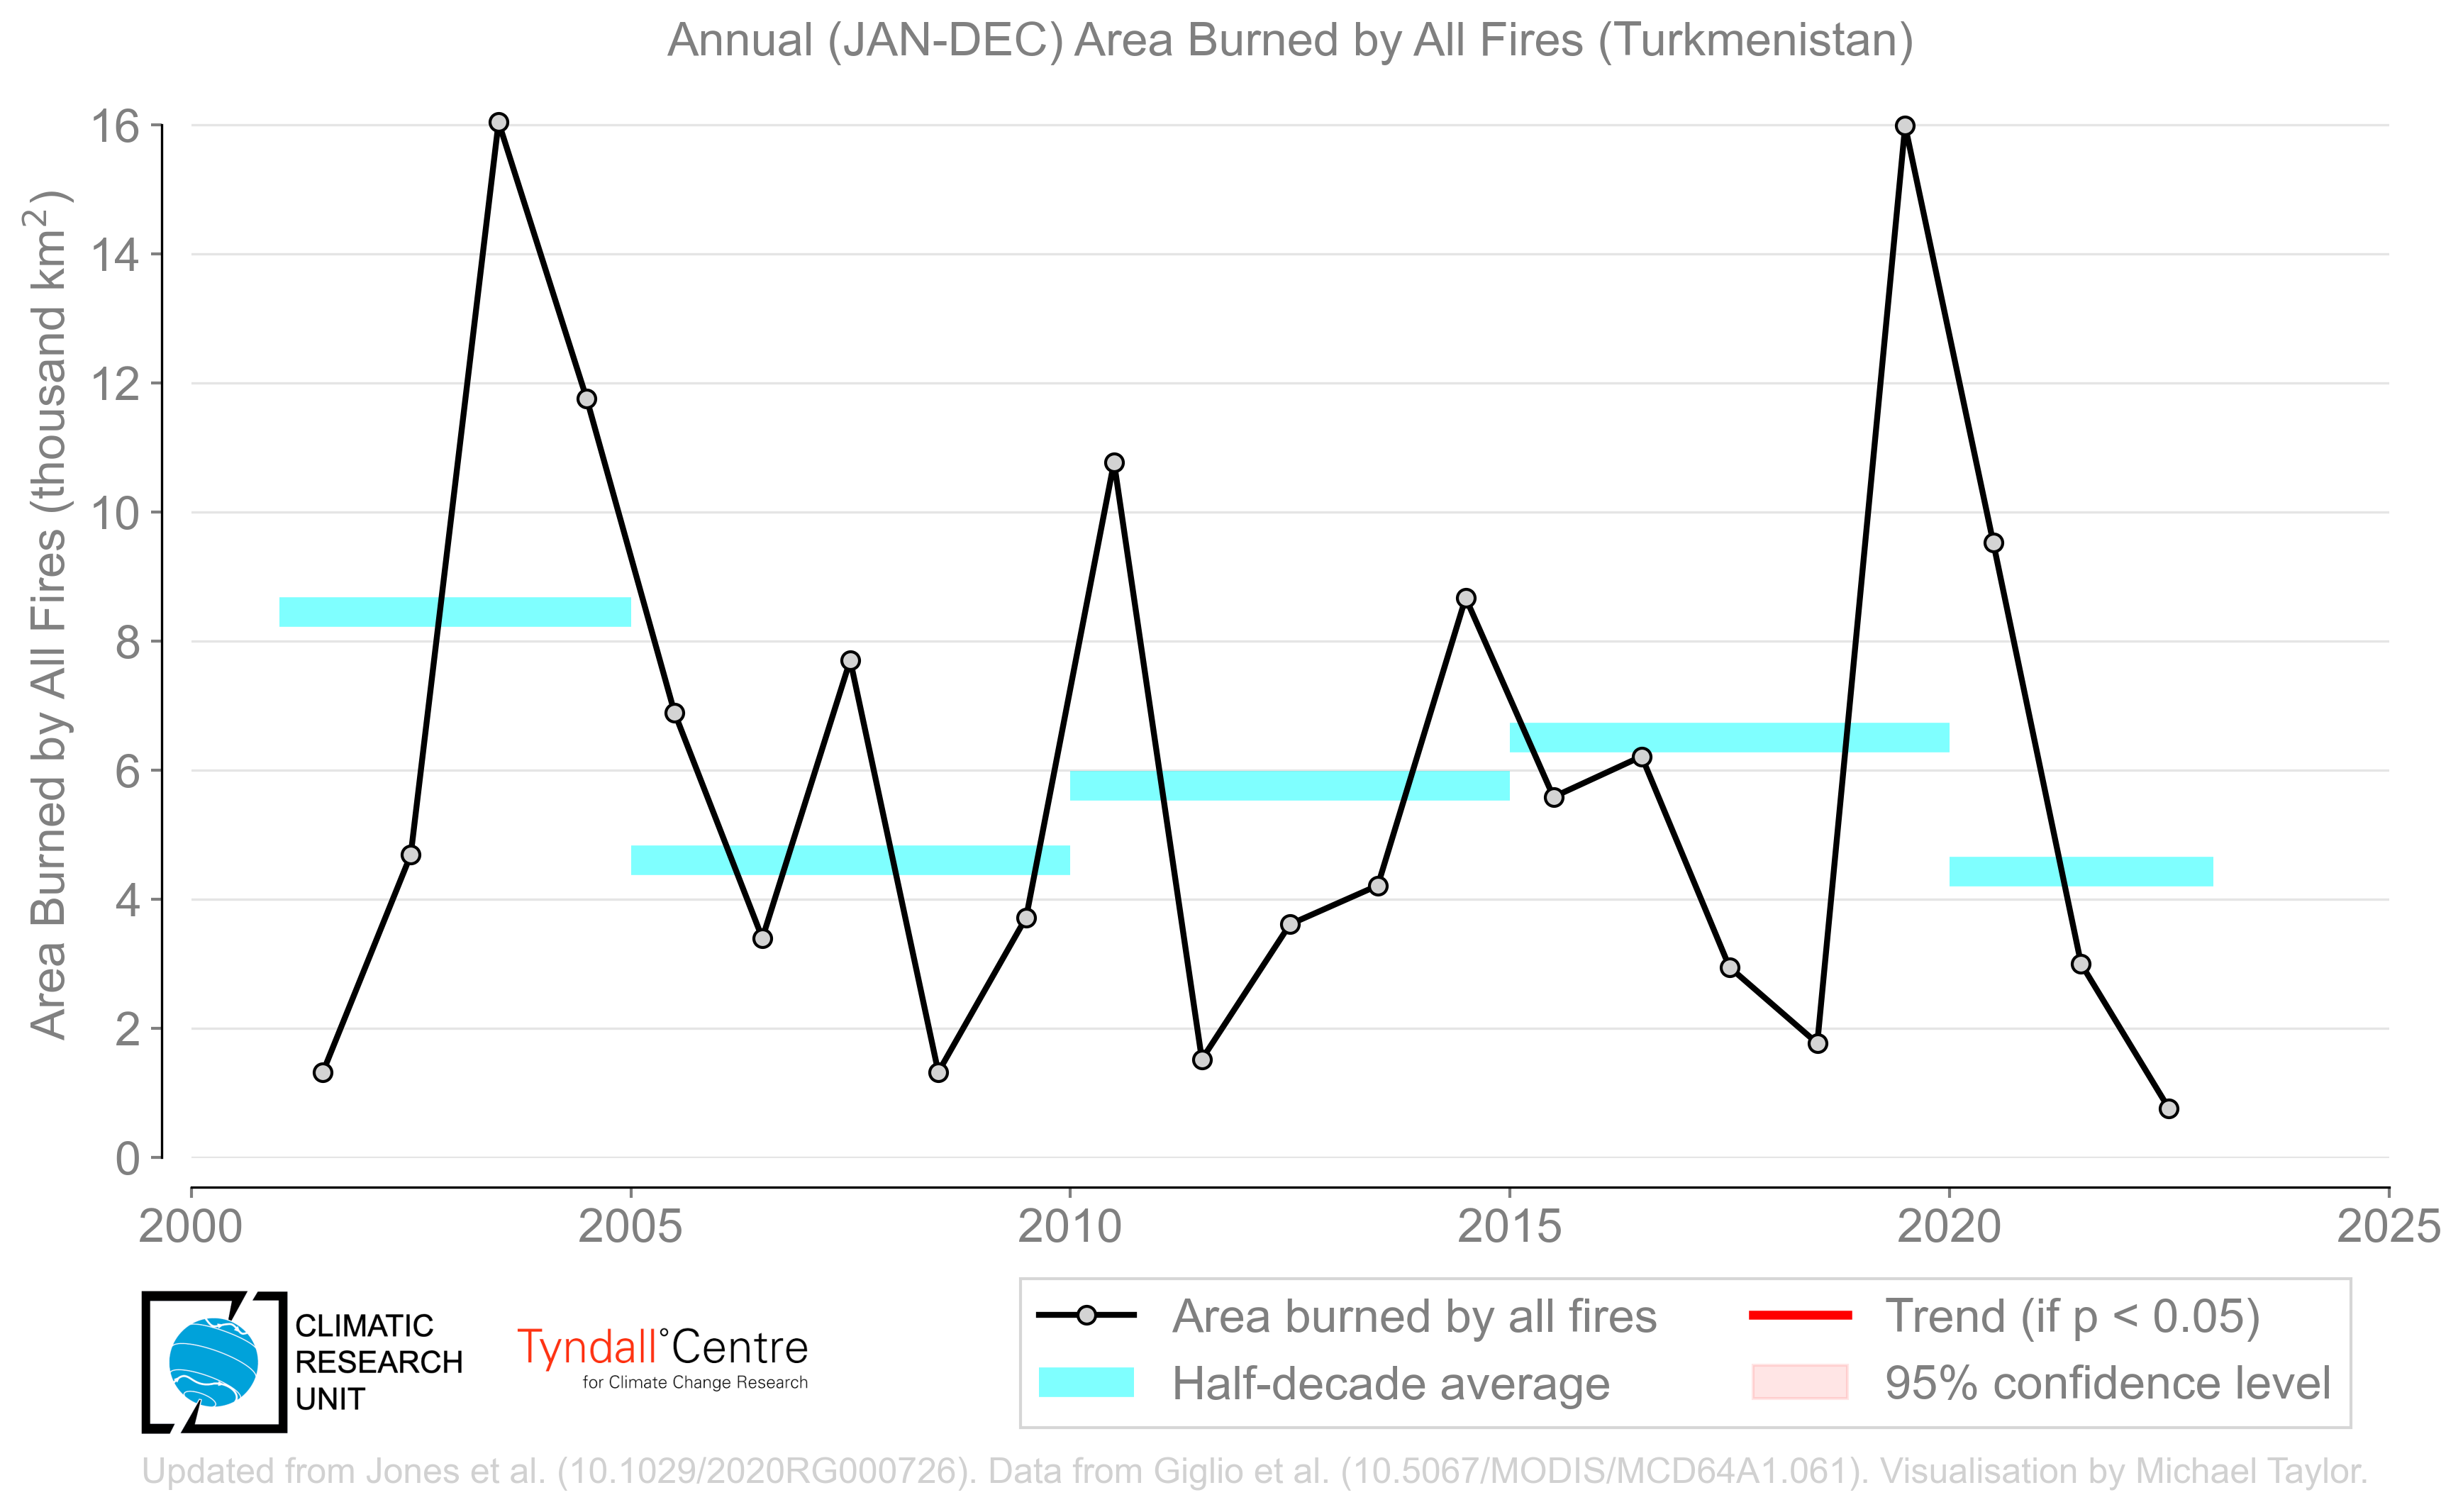 Annual (JAN-DEC) Area Burned by All Fires (Turkmenistan)
Area Burned by All Fires (thousand km²)
16
14
12
10
8
6
4
2
0
2000 2005 2010 2015 2020 2025
CLIMATIC
RESEARCH
UNIT
Tyndall°Centre
for Climate Change Research
Area burned by all fires
Half-decade average
Trend (if p < 0.05)
95% confidence level
Updated from Jones et al. (10.1029/2020RG000726). Data from Giglio et al. (10.5067/MODIS/MCD64A1.061). Visualisation by Michael Taylor.